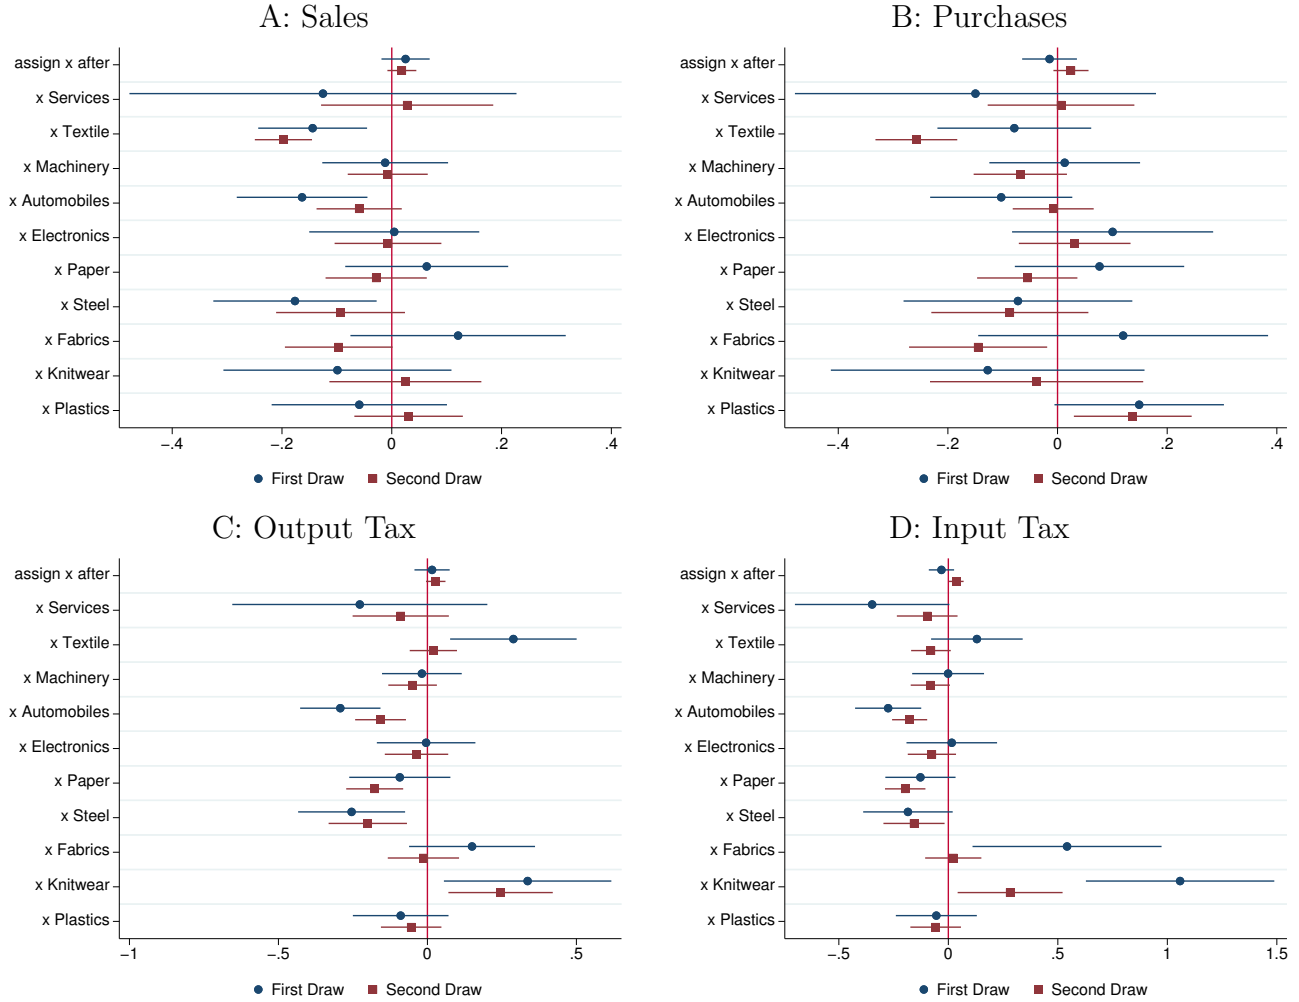 A: Sales
assign x after
x Services
x Textile
x Machinery
x Automobiles
x Electronics
x Paper
x Steel
x Fabrics
x Knitwear
x Plastics
−.4 −.2 0 .2 .4
First Draw Second Draw
B: Purchases
assign x after
x Services
x Textile
x Machinery
x Automobiles
x Electronics
x Paper
x Steel
x Fabrics
x Knitwear
x Plastics
−.4 −.2 0 .2 .4
First Draw Second Draw
C: Output Tax
assign x after
x Services
x Textile
x Machinery
x Automobiles
x Electronics
x Paper
x Steel
x Fabrics
x Knitwear
x Plastics
−1 −.5 0 .5
First Draw Second Draw
D: Input Tax
assign x after
x Services
x Textile
x Machinery
x Automobiles
x Electronics
x Paper
x Steel
x Fabrics
x Knitwear
x Plastics
−.5 0 .5 1 1.5
First Draw Second Draw